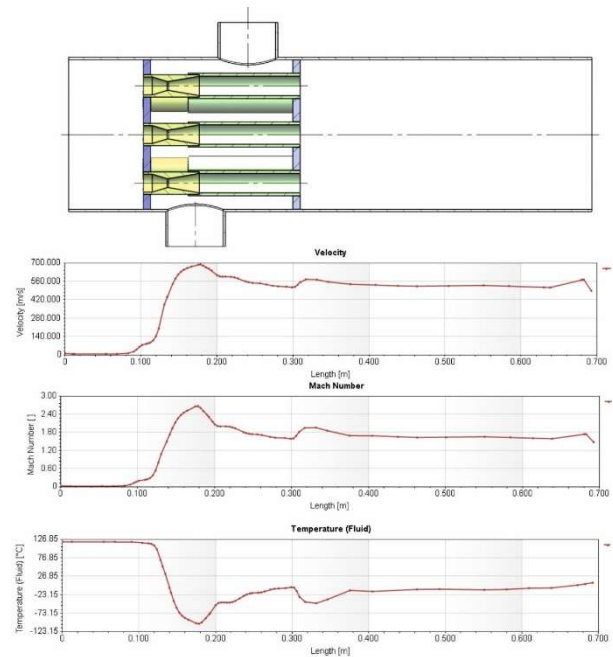 Velocity
700.000
560.000
420.000
280.000
140.000
0
Velocity [m/s]
0 0.100 0.200 0.300 0.400 0.500 0.600 0.700
Length [m]
Mach Number
3.00
2.40
1.80
1.20
0.60
0
Mach Number [ ]
0 0.100 0.200 0.300 0.400 0.500 0.600 0.700
Length [m]
Temperature (Fluid)
126.85
76.85
26.85
-23.15
-73.15
-123.15
Temperature (Fluid) [°C]
0 0.100 0.200 0.300 0.400 0.500 0.600 0.700
Length [m]